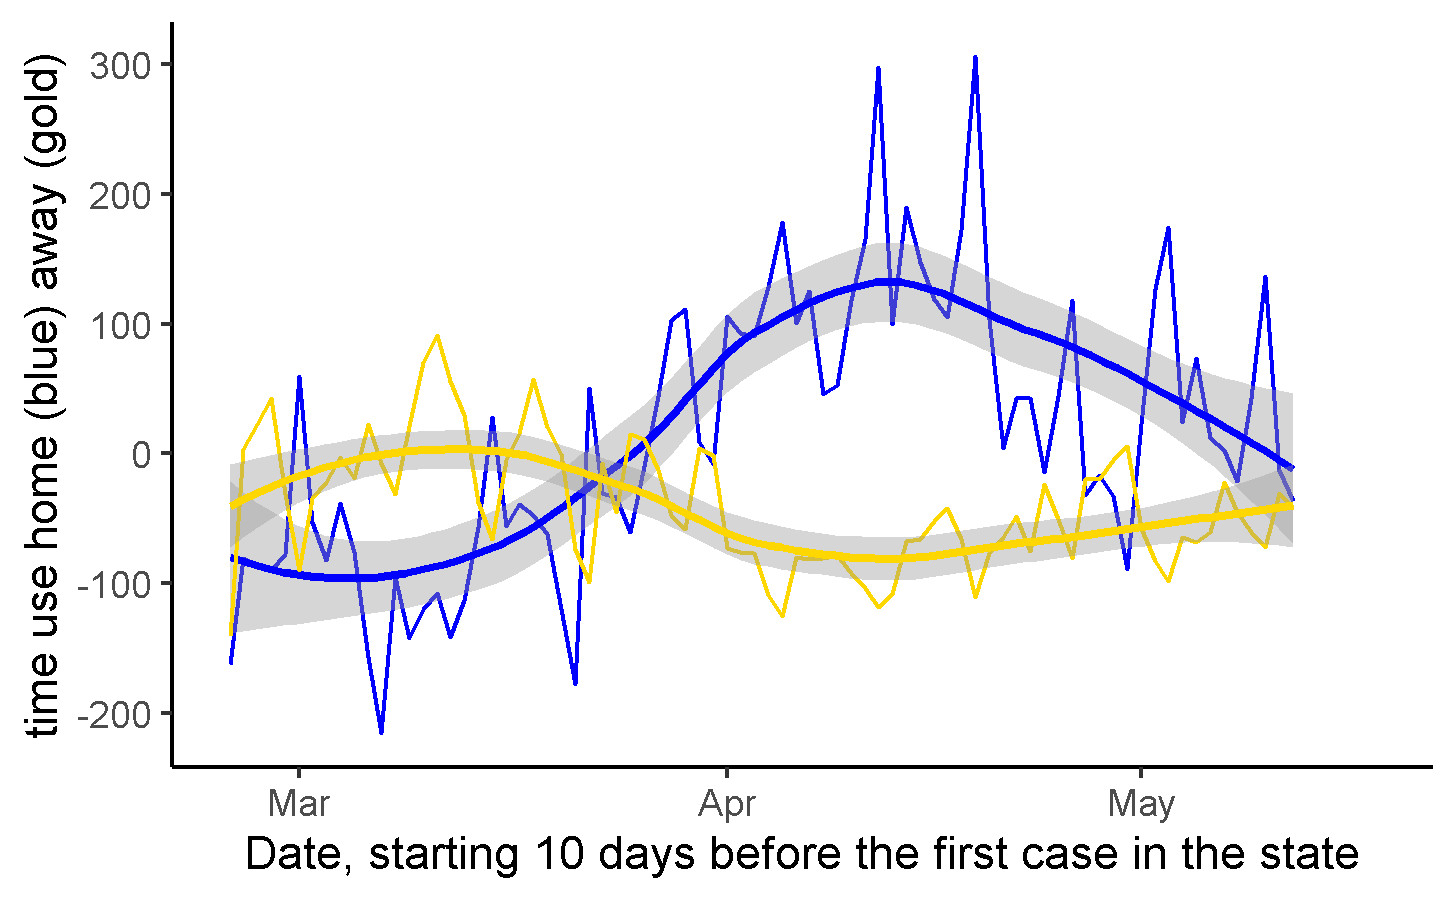 time use home (blue) away (gold)
300
200
100
0
-100
-200
Mar
Apr
May
Date, starting 10 days before the first case in the state